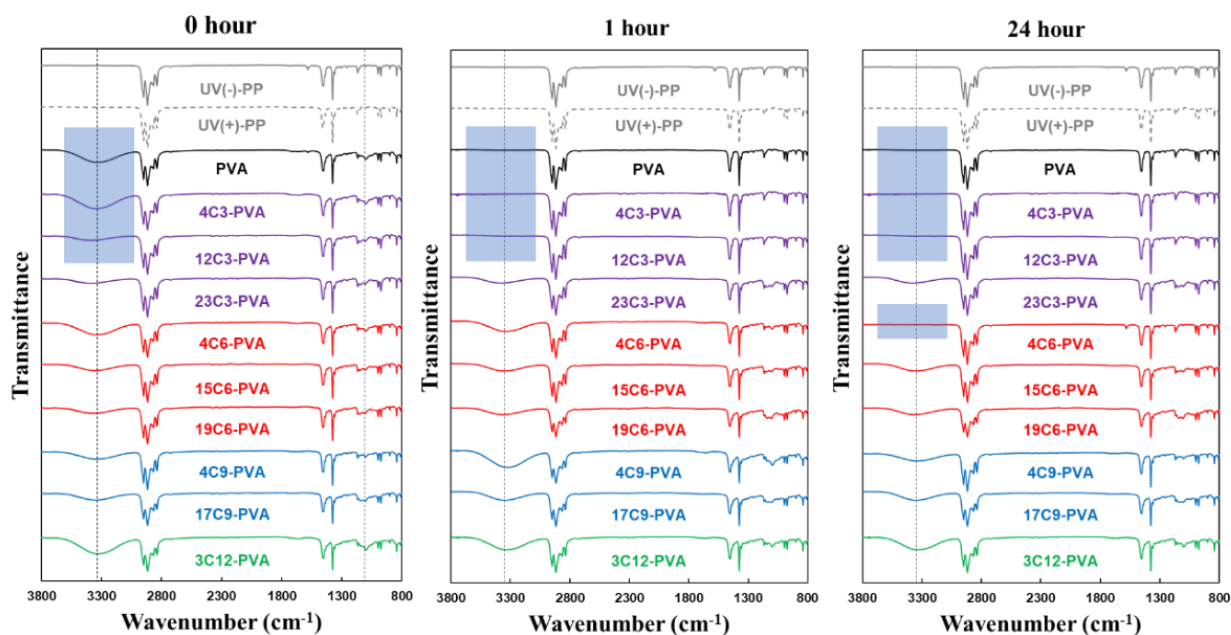 0 hour
UV(-)-PP
UV(+)-PP
PVA
4C3-PVA
12C3-PVA
23C3-PVA
4C6-PVA
15C6-PVA
19C6-PVA
4C9-PVA
17C9-PVA
3C12-PVA
Transmittance
3800 3300 2800 2300 1800 1300 800
Wavenumber (cm-1)
1 hour
UV(-)-PP
UV(+)-PP
PVA
4C3-PVA
12C3-PVA
23C3-PVA
4C6-PVA
15C6-PVA
19C6-PVA
4C9-PVA
17C9-PVA
3C12-PVA
Transmittance
3800 3300 2800 2300 1800 1300 800
Wavenumber (cm-1)
24 hour
UV(-)-PP
UV(+)-PP
PVA
4C3-PVA
12C3-PVA
23C3-PVA
4C6-PVA
15C6-PVA
19C6-PVA
4C9-PVA
17C9-PVA
3C12-PVA
Transmittance
3800 3300 2800 2300 1800 1300 800
Wavenumber (cm-1)